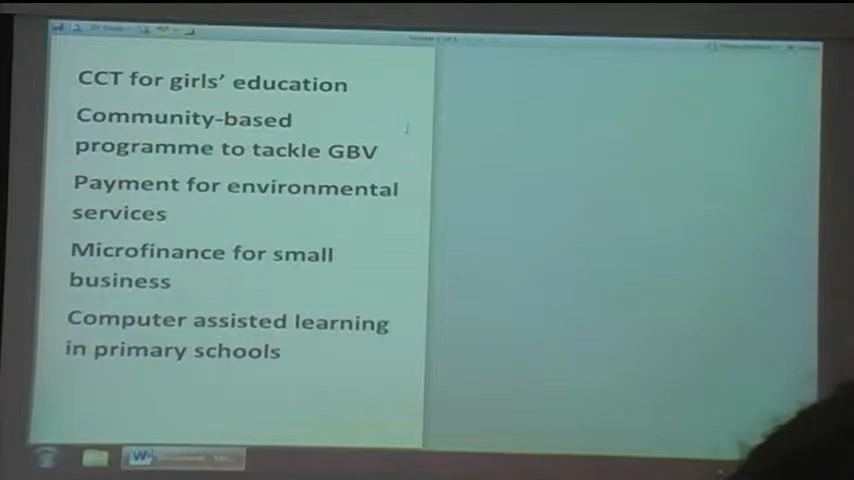 CCT for girls' education
Community-based
programme to tackle GBV
Payment for environmental
services
Microfinance for small
business
Computer assisted learning
in primary schools